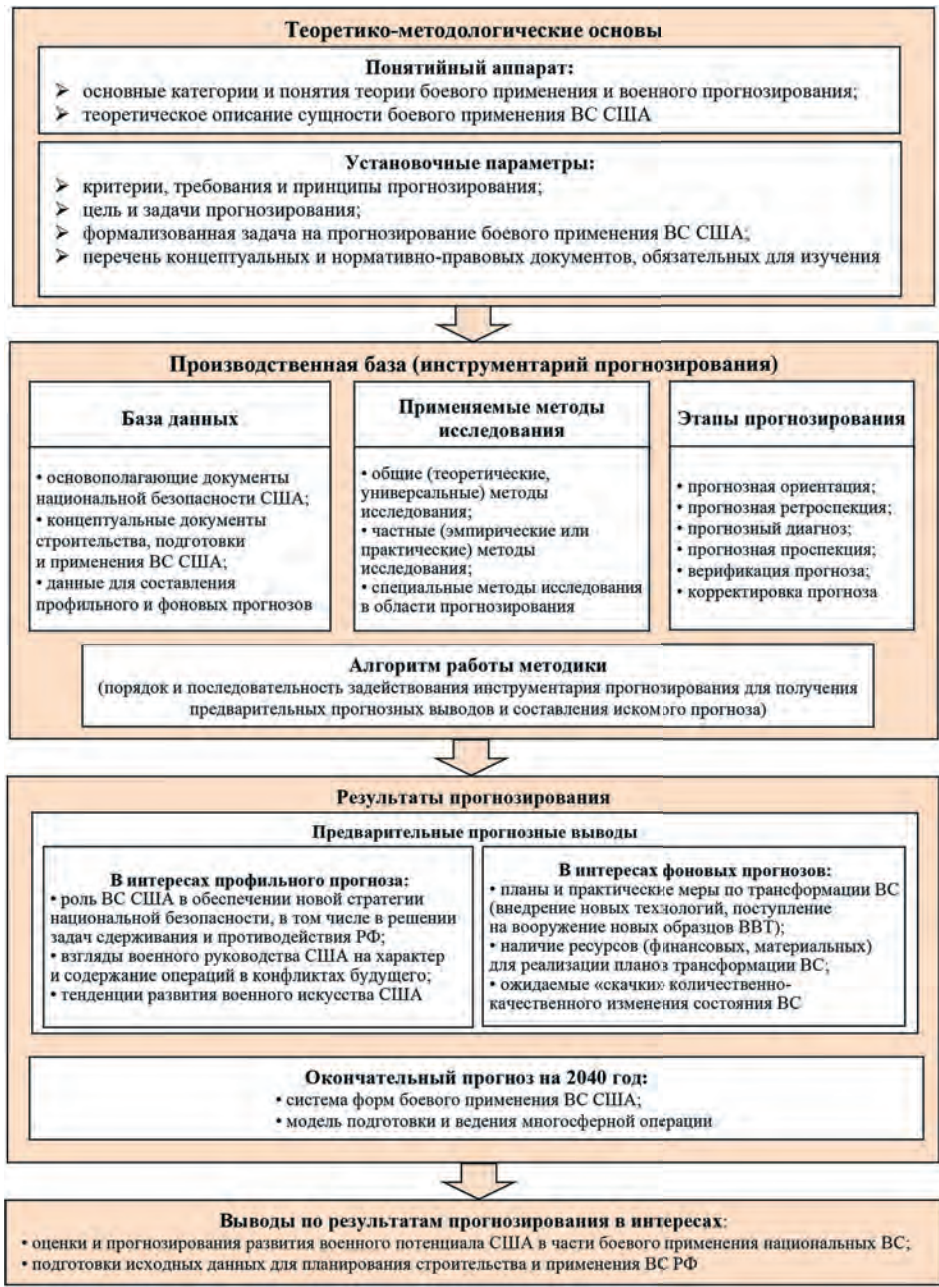 Теоретико-методологические основы
Понятийный аппарат:
➢ основные категории и понятия теории боевого применения и военного прогнозирования;
➢ теоретическое описание сущности боевого применения ВС США
Установочные параметры:
➢ критерии, требования и принципы прогнозирования;
➢ цель и задачи прогнозирования;
➢ формализованная задача на прогнозирование боевого применения ВС США;
➢ перечень концептуальных и нормативно-правовых документов, обязательных для изучения
Производственная база (инструментарий прогнозирования)
База данных
• основополагающие документы
национальной безопасности США;
• концептуальные документы
строительства, подготовки
и применения ВС США;
• данные для составления
профильного и фоновых прогнозов
Применяемые методы
исследования
• общие (теоретические,
универсальные) методы
исследования;
• частные (эмпирические или
практические) методы
исследования;
• специальные методы исследования
в области прогнозирования
Этапы прогнозирования
• прогнозная ориентация;
• прогнозная ретроспекция;
• прогнозный диагноз;
• прогнозная проспекция;
• верификация прогноза;
• корректировка прогноза
Алгоритм работы методики
(порядок и последовательность задействования инструментария прогнозирования для получения
предварительных прогнозных выводов и составления искомого прогноза)
Результаты прогнозирования
Предварительные прогнозные выводы
В интересах профильного прогноза:
• роль ВС США в обеспечении новой стратегии
национальной безопасности, в том числе в решении
задач сдерживания и противодействия РФ;
• взгляды военного руководства США на характер
и содержание операций в конфликтах будущего;
• тенденции развития военного искусства США
В интересах фоновых прогнозов:
• планы и практические меры по трансформации ВС
(внедрение новых технологий, поступление
на вооружение новых образцов ВВТ);
• наличие ресурсов (финансовых, материальных)
для реализации планов трансформации ВС;
• ожидаемые «скачки» количественно-
качественного изменения состояния ВС
Окончательный прогноз на 2040 год:
• система форм боевого применения ВС США;
• модель подготовки и ведения многосферной операции
Выводы по результатам прогнозирования в интересах:
• оценки и прогнозирования развития военного потенциала США в части боевого применения национальных ВС;
• подготовки исходных данных для планирования строительства и применения ВС РФ